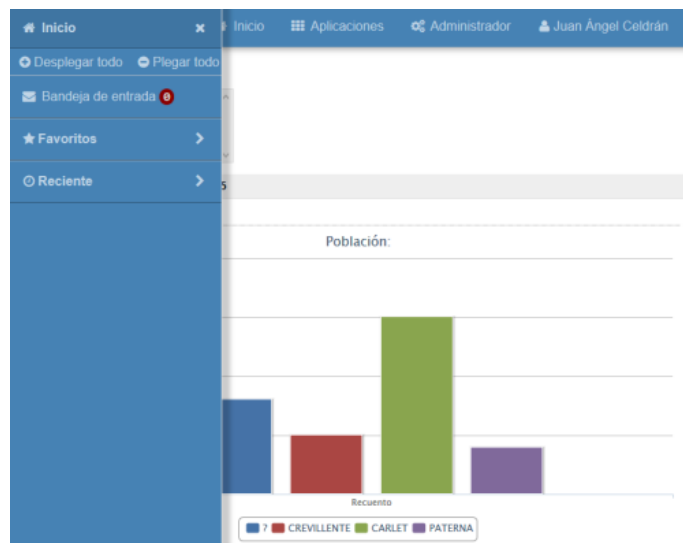 Inicio
Inicio Aplicaciones Administrador Juan Ángel Celdrán
Desplegar todo Plegar todo
Bandeja de entrada 0
Favoritos
Reciente
5
Población:
Recuento
? CREVILLENTE CARLET PATERNA